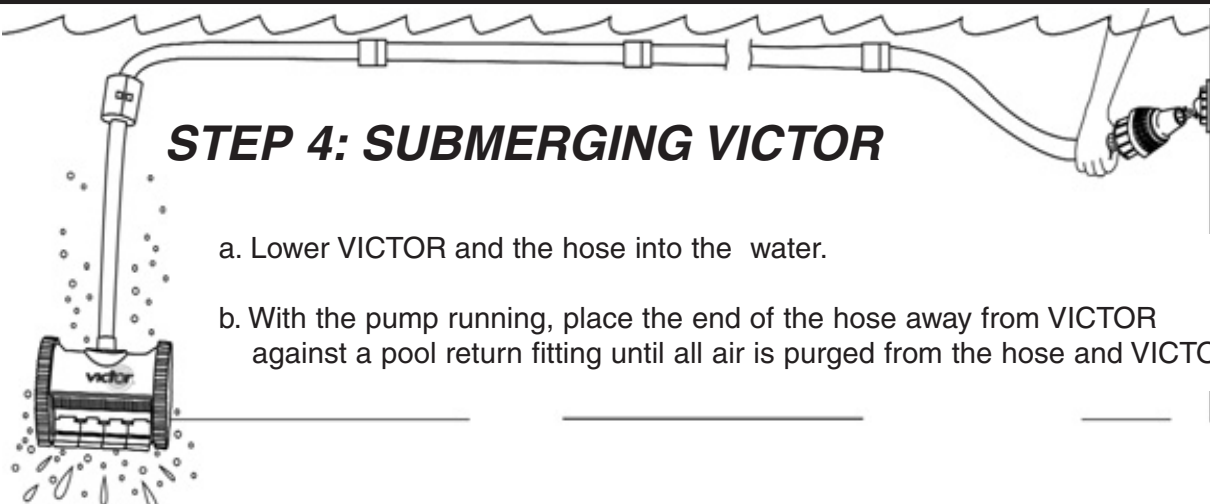 STEP 4: SUBMERGING VICTOR
a. Lower VICTOR and the hose into the water.
b. With the pump running, place the end of the hose away from VICTOR
against a pool return fitting until all air is purged from the hose and VICTO
victor